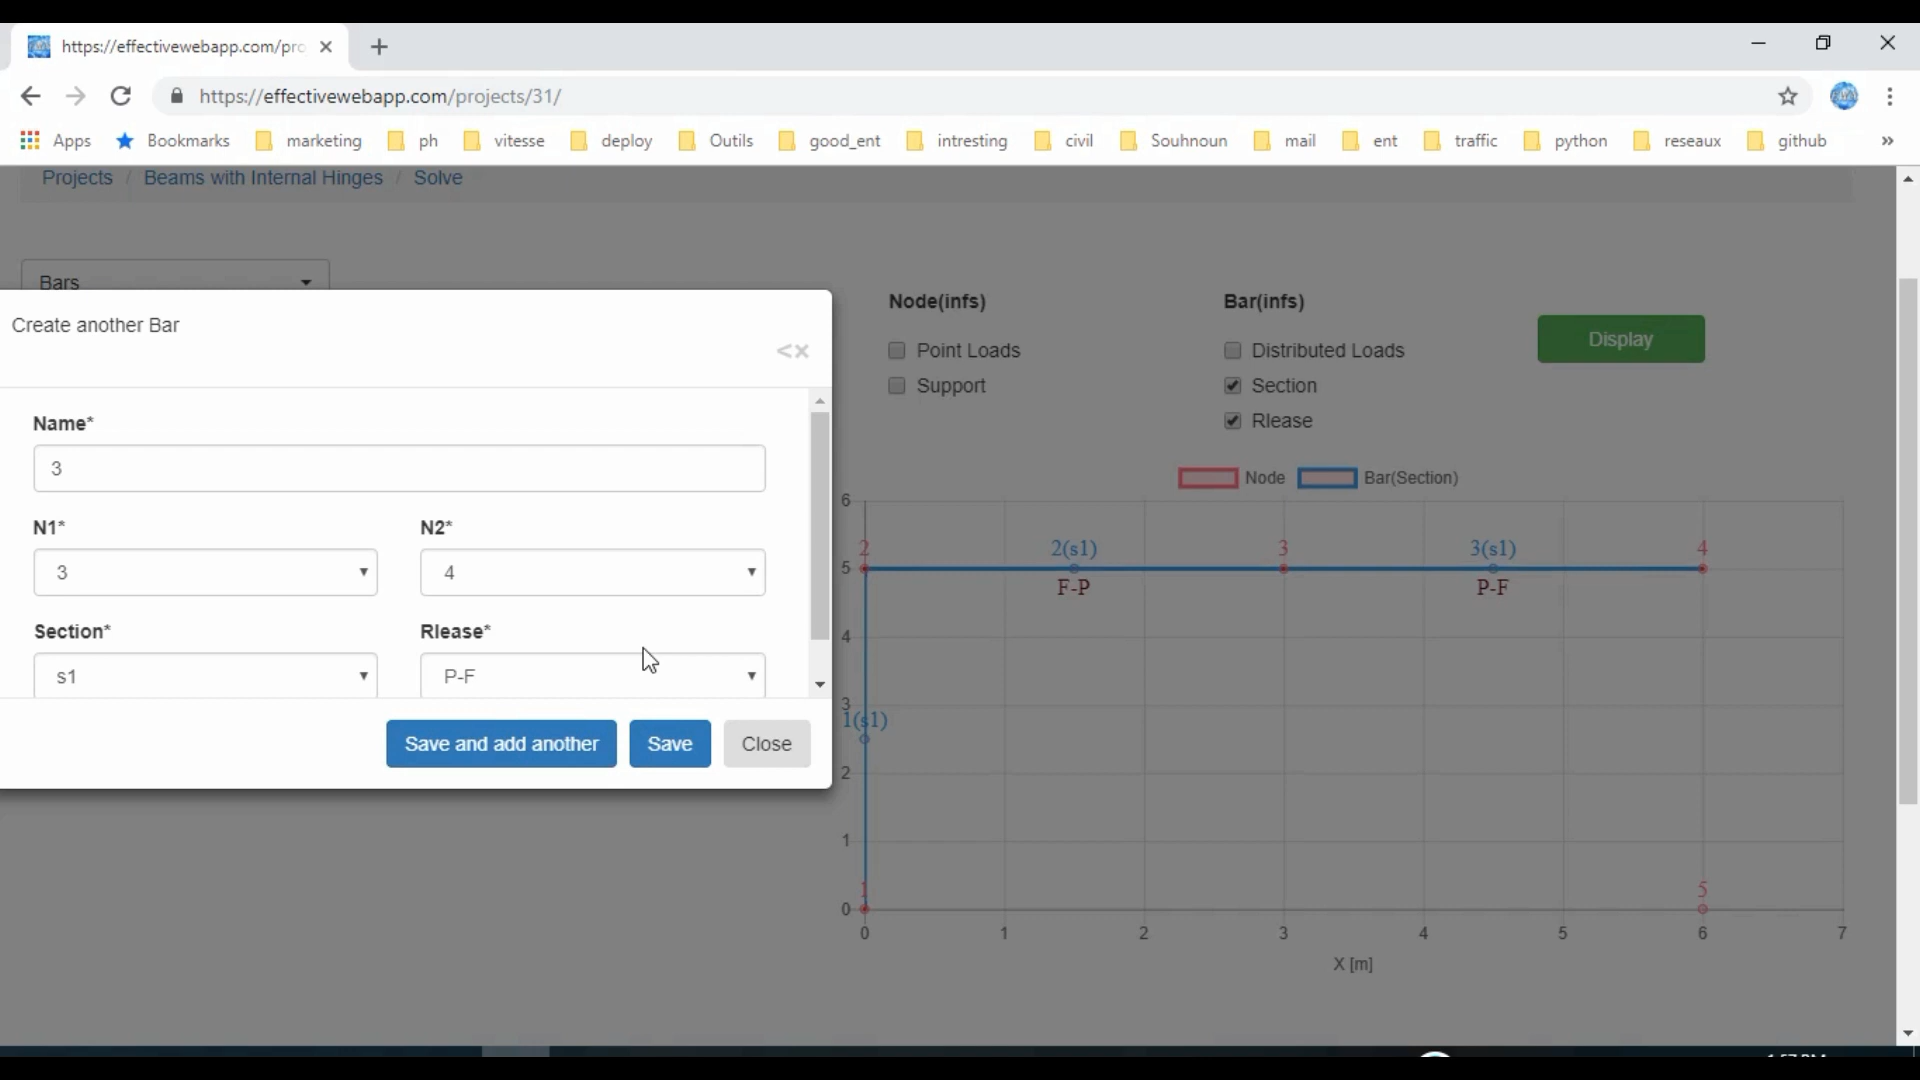 https://effectivewebapp.com/pro
https://effectivewebapp.com/projects/31/
Apps Bookmarks marketing ph vitesse deploy Outils good_ent intresting civil Souhnoun mail ent traffic python reseaux github »
Projects / Beams with Internal Hinges / Solve
Bars
Create another Bar
<×
Name*
3
N1* N2*
3 4
Section* Rlease*
s1 P-F
Save and add another Save Close
Node(infs) Bar(infs)
Point Loads Distributed Loads Display
Support Section
Rlease
Node Bar(Section)
6
2 2(s1) 3 3(s1) 4
5
F-P P-F
4
3
1(s1)
2
1
1 5
0
0 1 2 3 4 5 6 7
X [m]